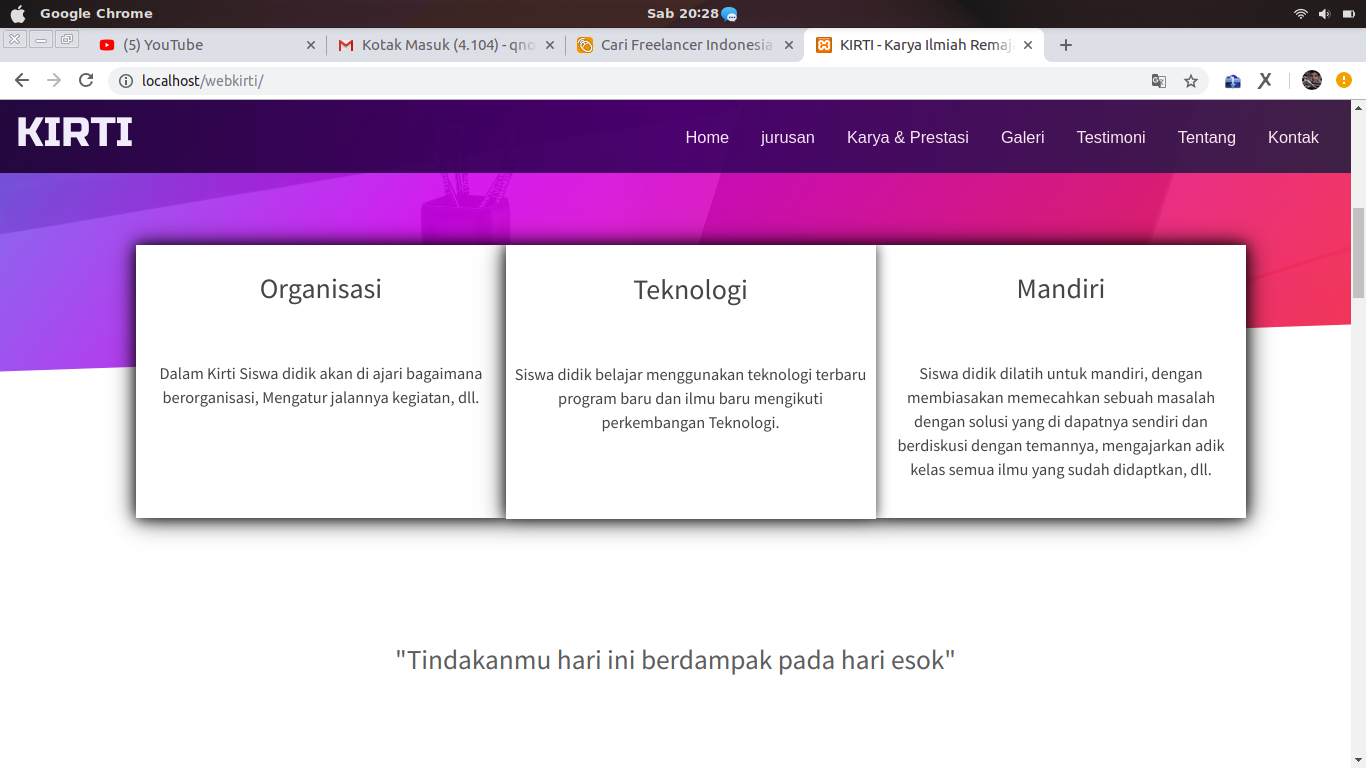 Google Chrome
Sab 20:28
(5) YouTube
Kotak Masuk (4.104) - qno
Cari Freelancer Indonesia
KIRTI - Karya Ilmiah Remaj
localhost/webkirti/
KIRTI
Home
jurusan
Karya & Prestasi
Galeri
Testimoni
Tentang
Kontak
Organisasi
Dalam Kirti Siswa didik akan di ajari bagaimana
berorganisasi, Mengatur jalannya kegiatan, dll.
Teknologi
Siswa didik belajar menggunakan teknologi terbaru
program baru dan ilmu baru mengikuti
perkembangan Teknologi.
Mandiri
Siswa didik dilatih untuk mandiri, dengan
membiasakan memecahkan sebuah masalah
dengan solusi yang di dapatnya sendiri dan
berdiskusi dengan temannya, mengajarkan adik
kelas semua ilmu yang sudah didaptkan, dll.
"Tindakanmu hari ini berdampak pada hari esok"